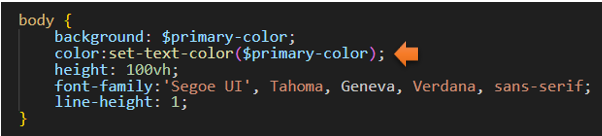 body {
background: $primary-color;
color:set-text-color($primary-color);
height: 100vh;
font-family:'Segoe UI', Tahoma, Geneva, Verdana, sans-serif;
line-height: 1;
}